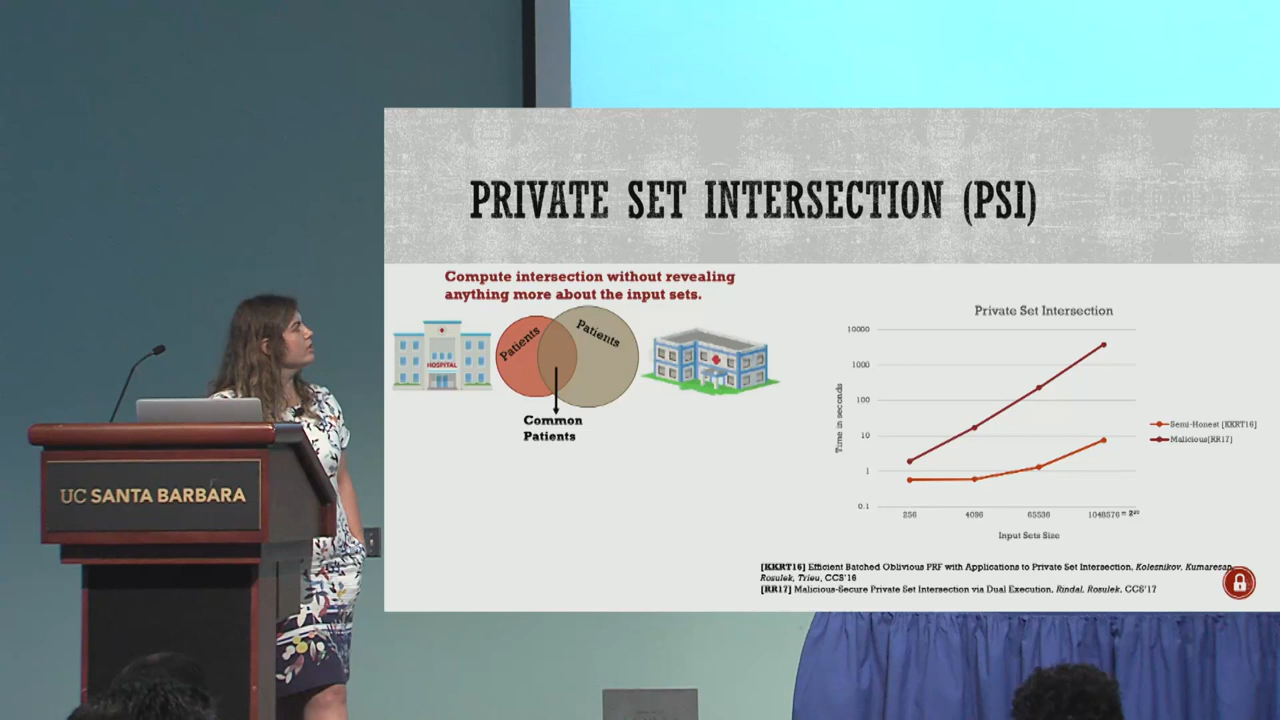 PRIVATE SET INTERSECTION (PSI)
Compute intersection without revealing
anything more about the input sets.
HOSPITAL
Patients
Patients
Common
Patients
Private Set Intersection
10000
1000
100
10
1
0.1
Time in seconds
256 4096 65536 1048576 = 2²⁰
Input Sets Size
Semi-Honest [KKRT16]
Malicious[RR17]
[KKRT16] Efficient Batched Oblivious PRF with Applications to Private Set Intersection, Kolesnikov, Kumaresan,
Rosulek, Trieu, CCS'16
[RR17] Malicious-Secure Private Set Intersection via Dual Execution, Rindal, Rosulek, CCS'17
UC SANTA BARBARA